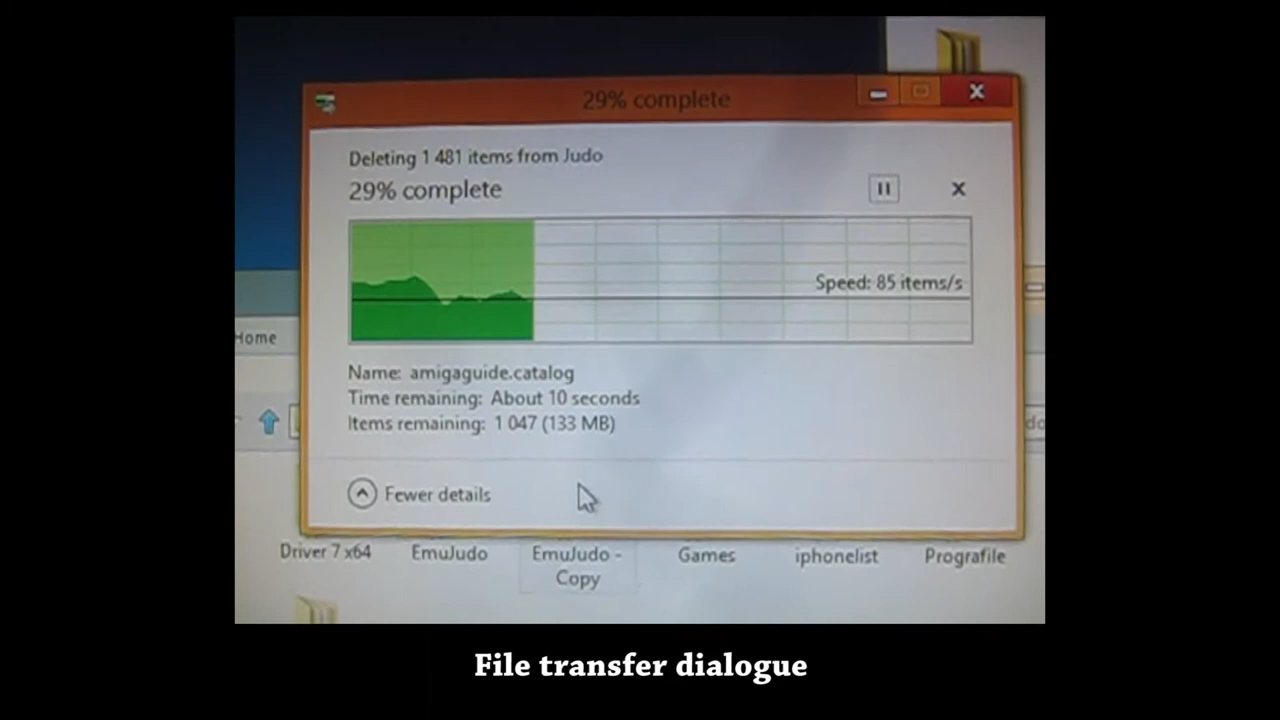 29% complete
Deleting 1 481 items from Judo
29% complete
Speed: 85 items/s
Name: amigaguide.catalog
Time remaining: About 10 seconds
Items remaining: 1 047 (133 MB)
Fewer details
Home
do
Driver 7 x64
EmuJudo
EmuJudo -
Copy
Games
iphonelist
Prografile
File transfer dialogue